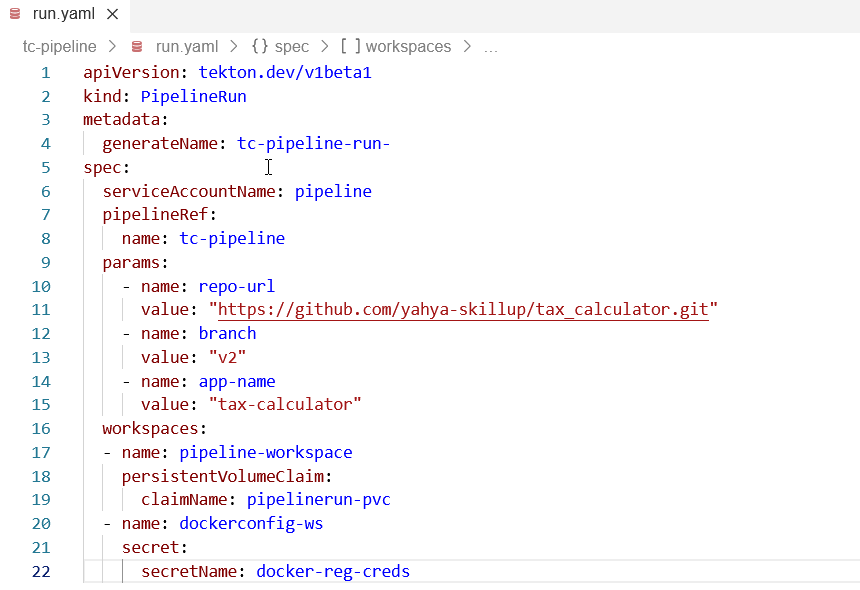 run.yaml
tc-pipeline > run.yaml > {} spec > [ ] workspaces > ...
1 apiVersion: tekton.dev/v1beta1
2 kind: PipelineRun
3 metadata:
4   generateName: tc-pipeline-run-
5 spec:
6   serviceAccountName: pipeline
7   pipelineRef:
8     name: tc-pipeline
9   params:
10     - name: repo-url
11       value: "https://github.com/yahya-skillup/tax_calculator.git"
12     - name: branch
13       value: "v2"
14     - name: app-name
15       value: "tax-calculator"
16   workspaces:
17   - name: pipeline-workspace
18     persistentVolumeClaim:
19       claimName: pipelinerun-pvc
20   - name: dockerconfig-ws
21     secret:
22       secretName: docker-reg-creds